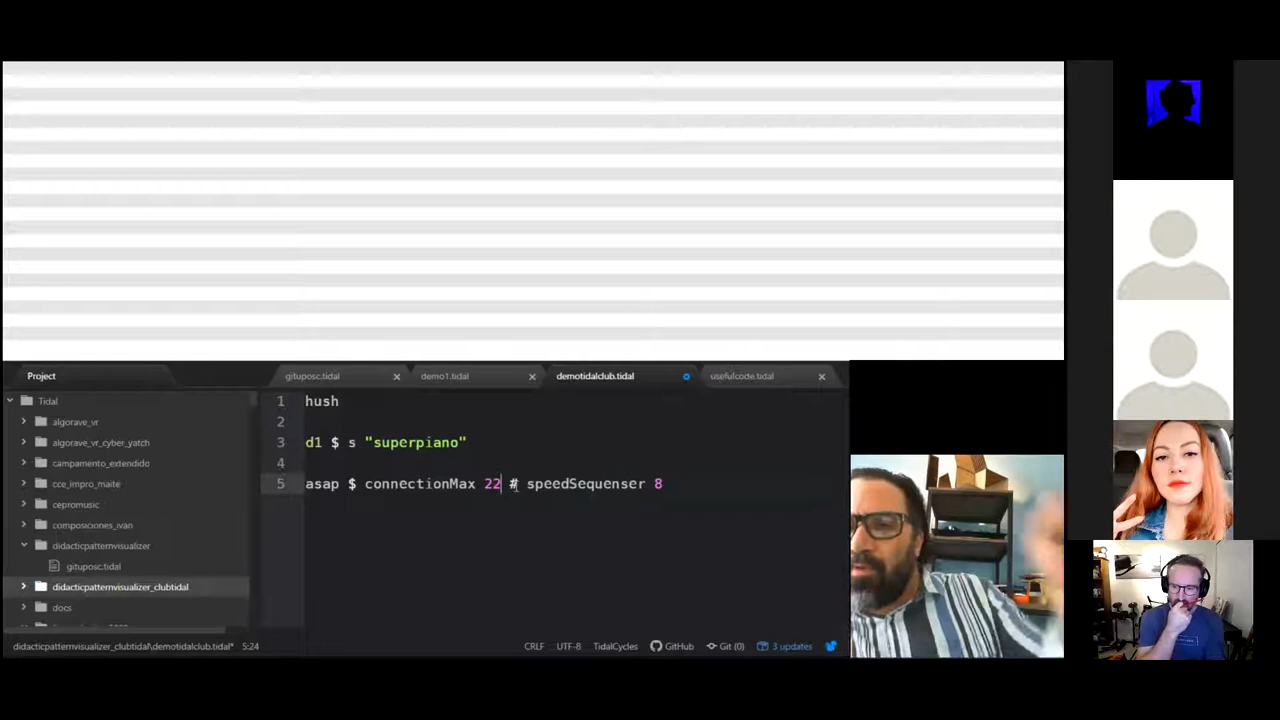 Project
gituposc.tidal
demo1.tidal
demotidalclub.tidal
usefulcode.tidal
Tidal
algorave_vr
algorave_vr_cyber_yatch
campamento_extendido
cce_impro_maite
cepromusic
composiciones_ivan
didacticpatternvisualizer
gituposc.tidal
didacticpatternvisualizer_clubtidal
docs
1 hush
2
3 d1 $ s "superpiano"
4
5 asap $ connectionMax 22 # speedSequenser 8
didacticpatternvisualizer_clubtidal\demotidalclub.tidal* 5:24
CRLF UTF-8 TidalCycles GitHub Git (0) 3 updates